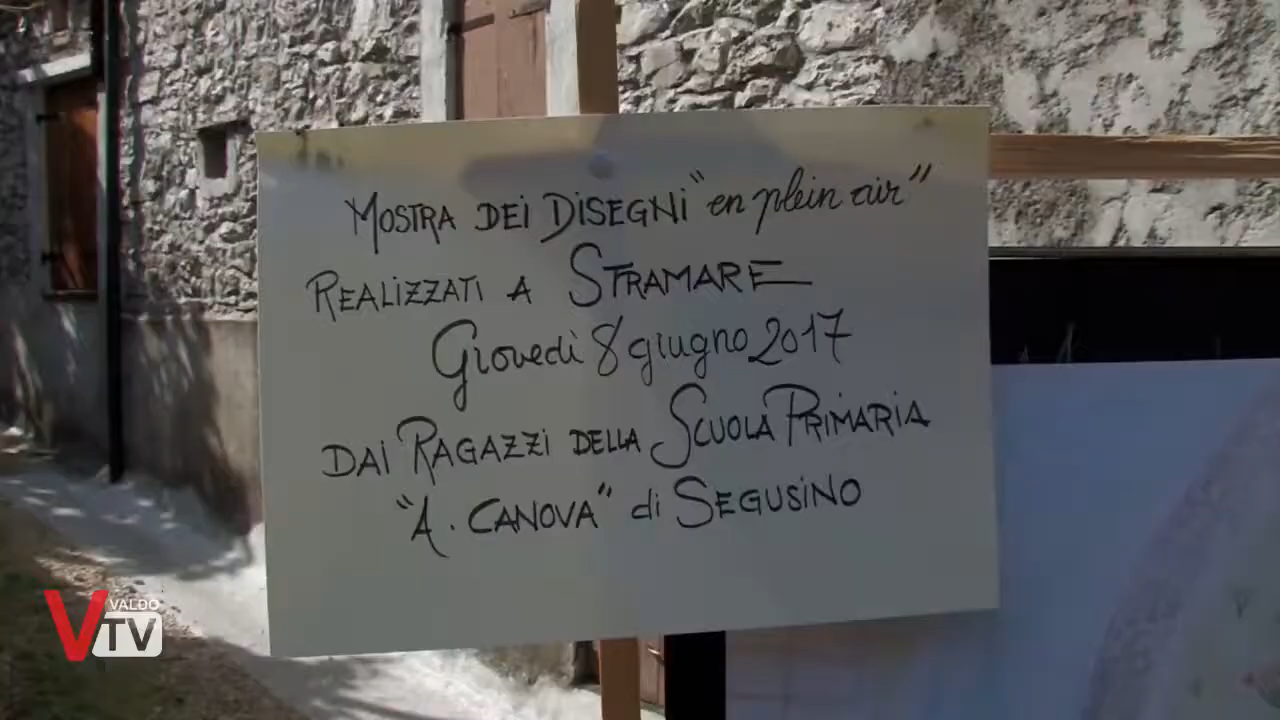 MOSTRA DEI DISEGNI "en plein air"
REALIZZATI A STRAMARE
Giovedì 8 giugno 2017
DAI RAGAZZI DELLA SCUOLA PRIMARIA
"A. CANOVA" di SEGUSINO
VALDO
VTV